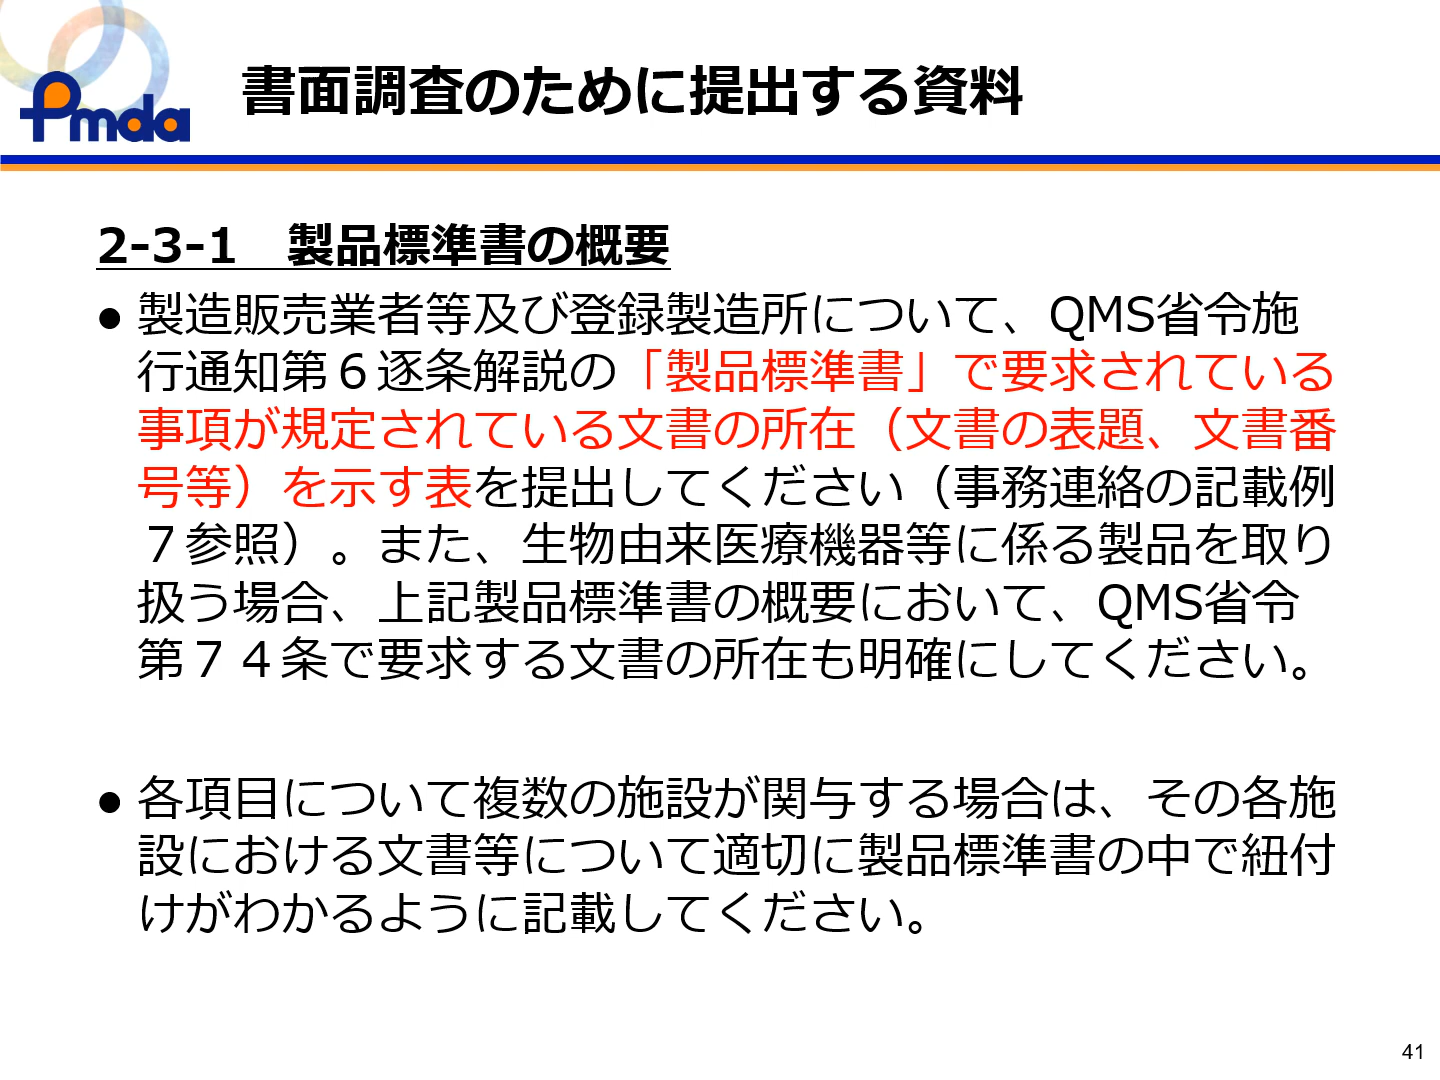 pmda
書面調査のために提出する資料
2-3-1　製品標準書の概要
● 製造販売業者等及び登録製造所について、QMS省令施
行通知第６逐条解説の「製品標準書」で要求されている
事項が規定されている文書の所在（文書の表題、文書番
号等）を示す表を提出してください（事務連絡の記載例
７参照）。また、生物由来医療機器等に係る製品を取り
扱う場合、上記製品標準書の概要において、QMS省令
第７４条で要求する文書の所在も明確にしてください。
● 各項目について複数の施設が関与する場合は、その各施
設における文書等について適切に製品標準書の中で紐付
けがわかるように記載してください。
41